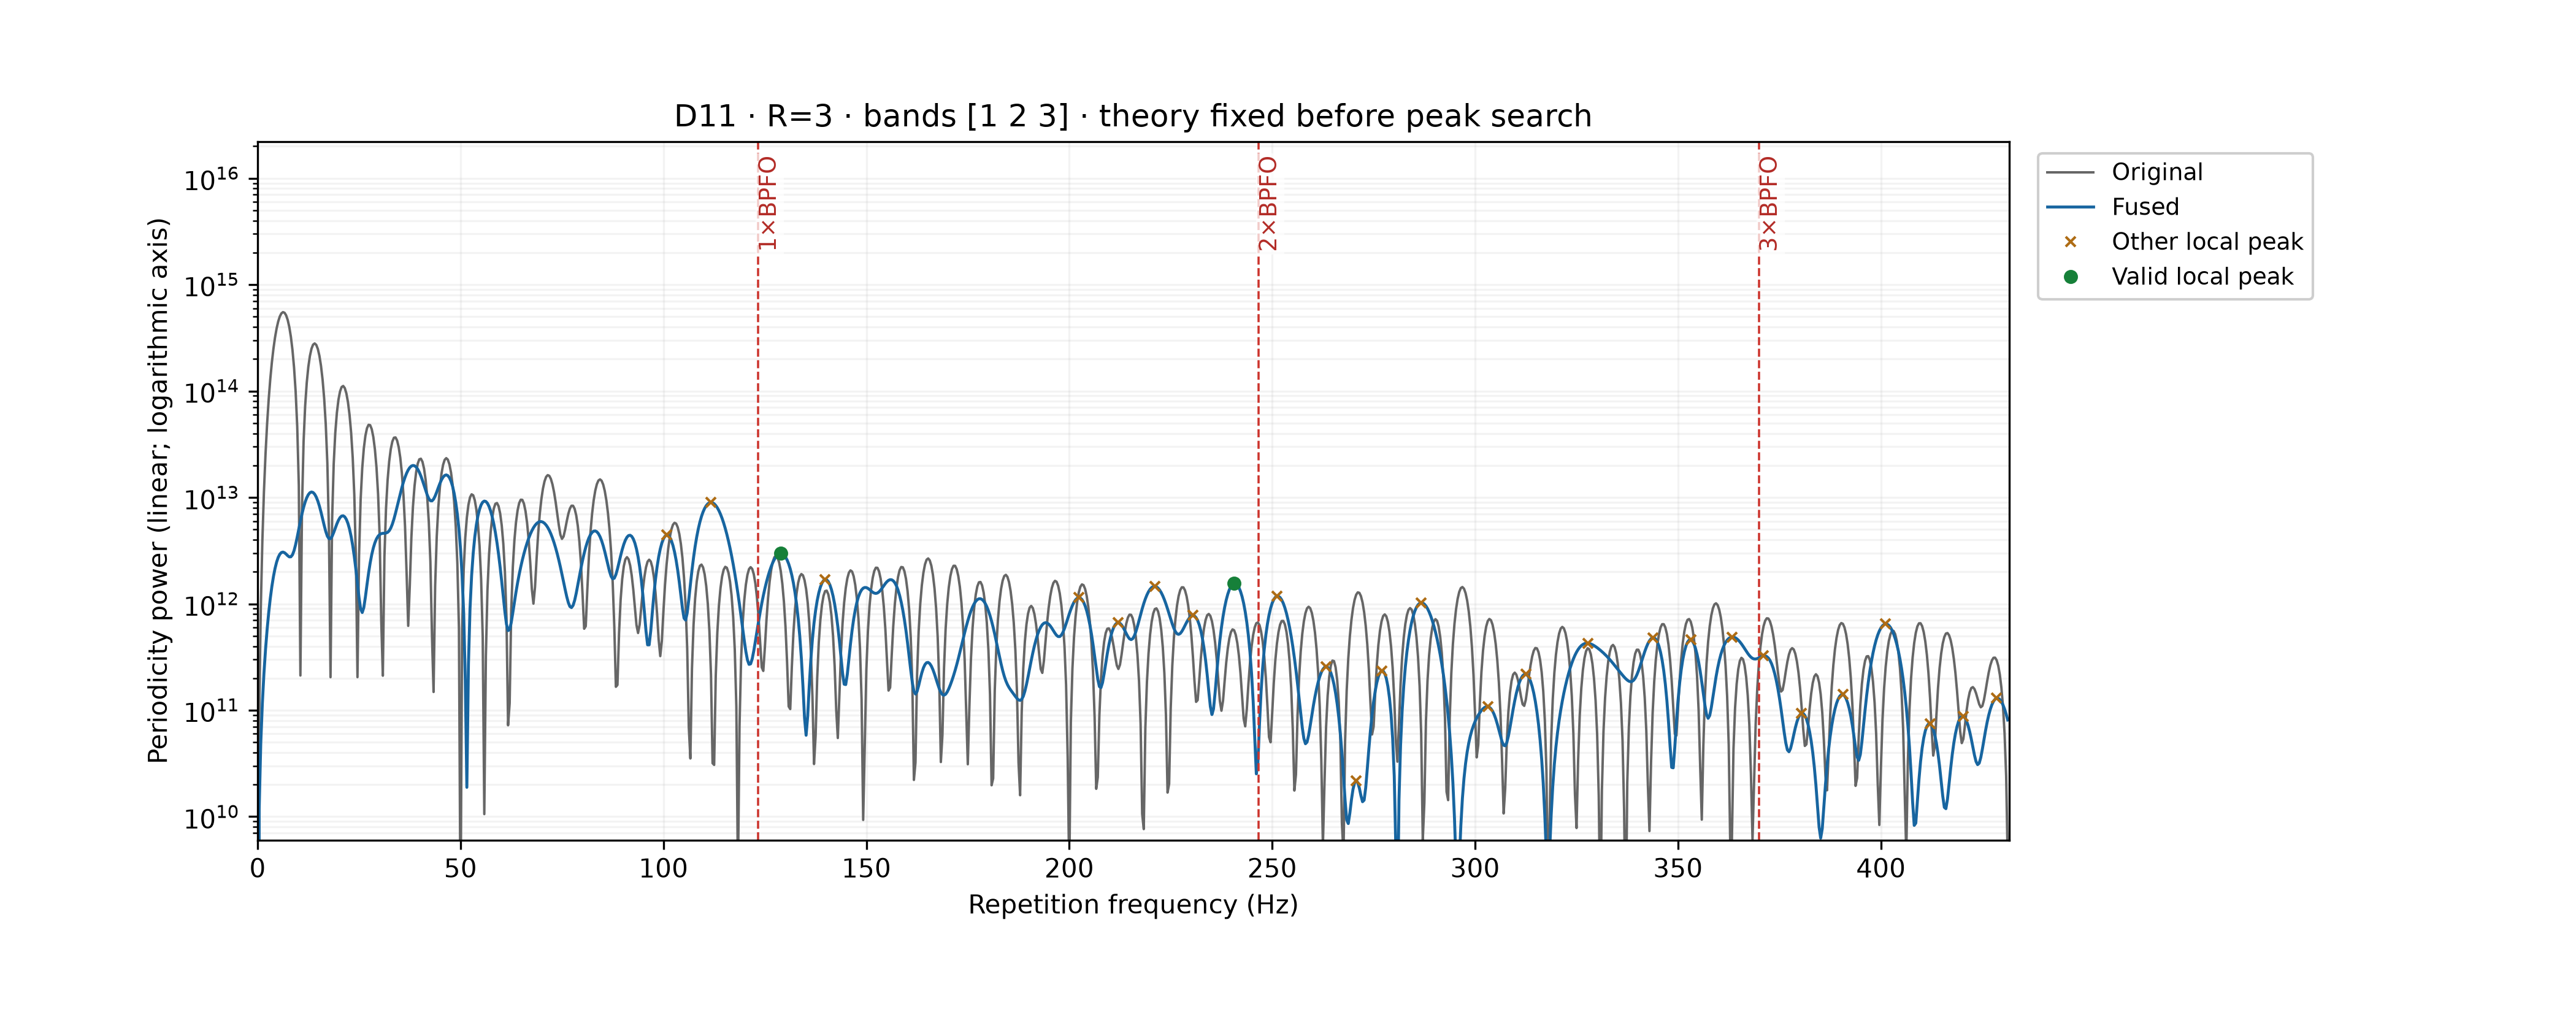 D11 · R=3 · bands [1 2 3] · theory fixed before peak search
Periodicity power (linear; logarithmic axis)
10^16
10^15
10^14
10^13
10^12
10^11
10^10
1×BPFO
2×BPFO
3×BPFO
Original
Fused
Other local peak
Valid local peak
0 50 100 150 200 250 300 350 400
Repetition frequency (Hz)